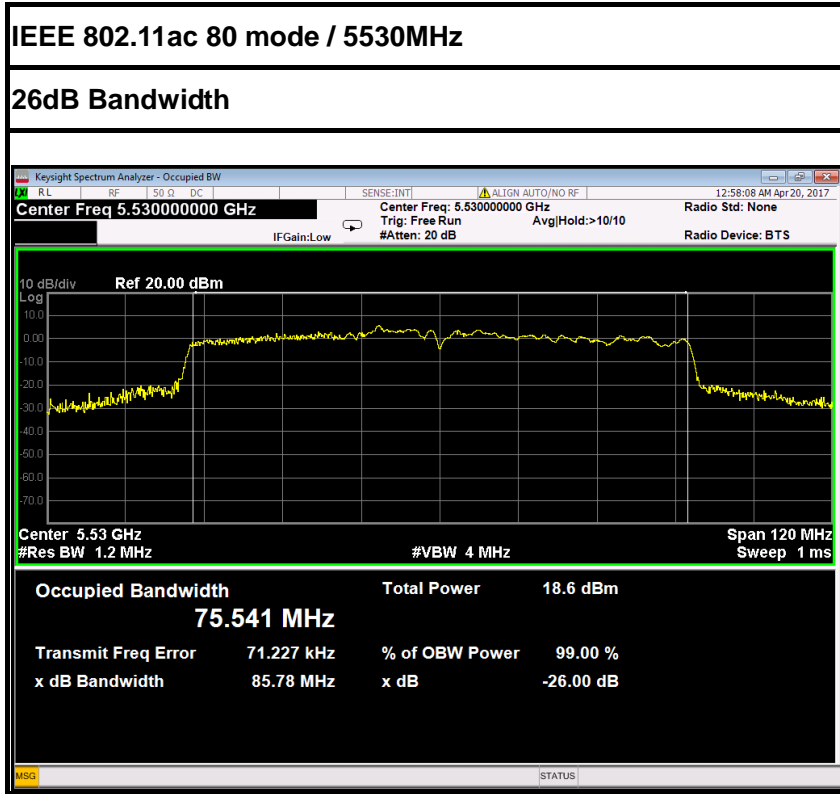 IEEE 802.11ac 80 mode / 5530MHz
26dB Bandwidth
Keysight Spectrum Analyzer - Occupied BW
LXI RL RF 50 Ω DC SENSE:INT ALIGN AUTO/NO RF 12:58:08 AM Apr 20, 2017
Center Freq 5.530000000 GHz Center Freq: 5.530000000 GHz Radio Std: None
Trig: Free Run Avg|Hold:>10/10
IFGain:Low #Atten: 20 dB Radio Device: BTS
10 dB/div Ref 20.00 dBm
Log
10.0
0.00
-10.0
-20.0
-30.0
-40.0
-50.0
-60.0
-70.0
Center 5.53 GHz Span 120 MHz
#Res BW 1.2 MHz #VBW 4 MHz Sweep 1 ms
Occupied Bandwidth Total Power 18.6 dBm
75.541 MHz
Transmit Freq Error 71.227 kHz % of OBW Power 99.00 %
x dB Bandwidth 85.78 MHz x dB -26.00 dB
MSG STATUS